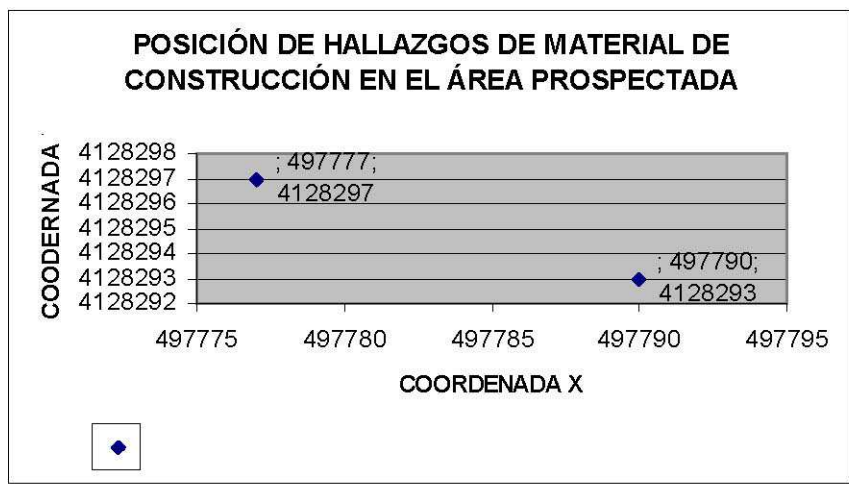 POSICIÓN DE HALLAZGOS DE MATERIAL DE
CONSTRUCCIÓN EN EL ÁREA PROSPECTADA
COODERNADA
4128298
4128297
4128296
4128295
4128294
4128293
4128292
; 497777;
4128297
; 497790;
4128293
497775 497780 497785 497790 497795
COORDENADA X